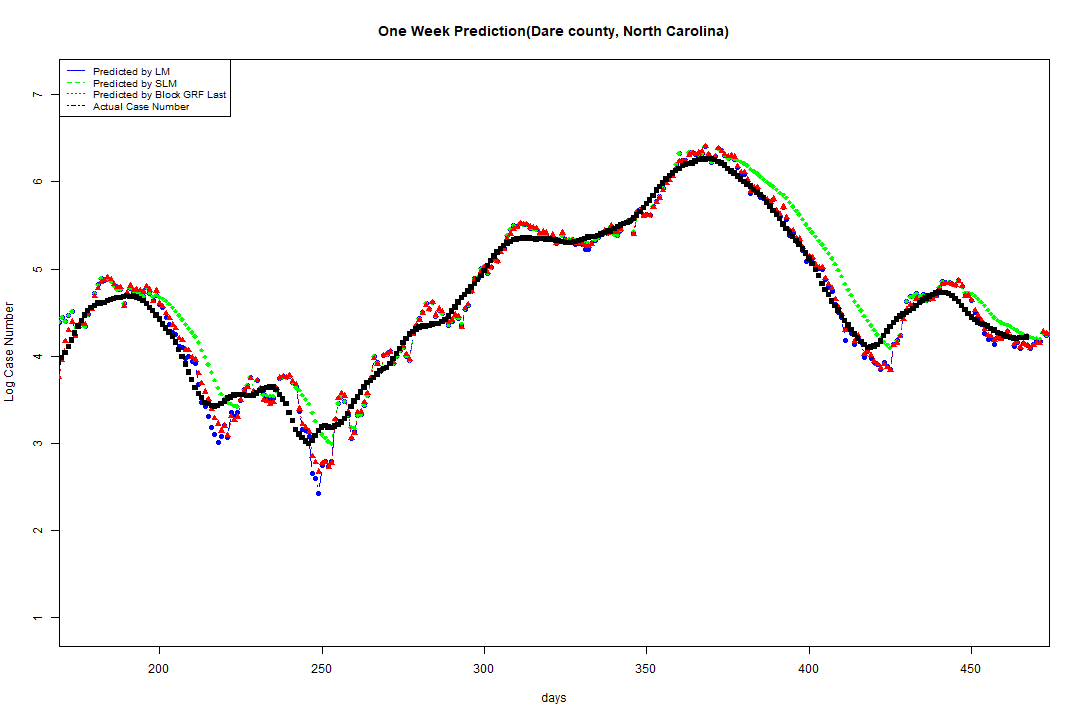 One Week Prediction(Dare county, North Carolina)
Predicted by LM
Predicted by SLM
Predicted by Block GRF Last
Actual Case Number
7
6
5
4
3
2
1
Log Case Number
200 250 300 350 400 450
days